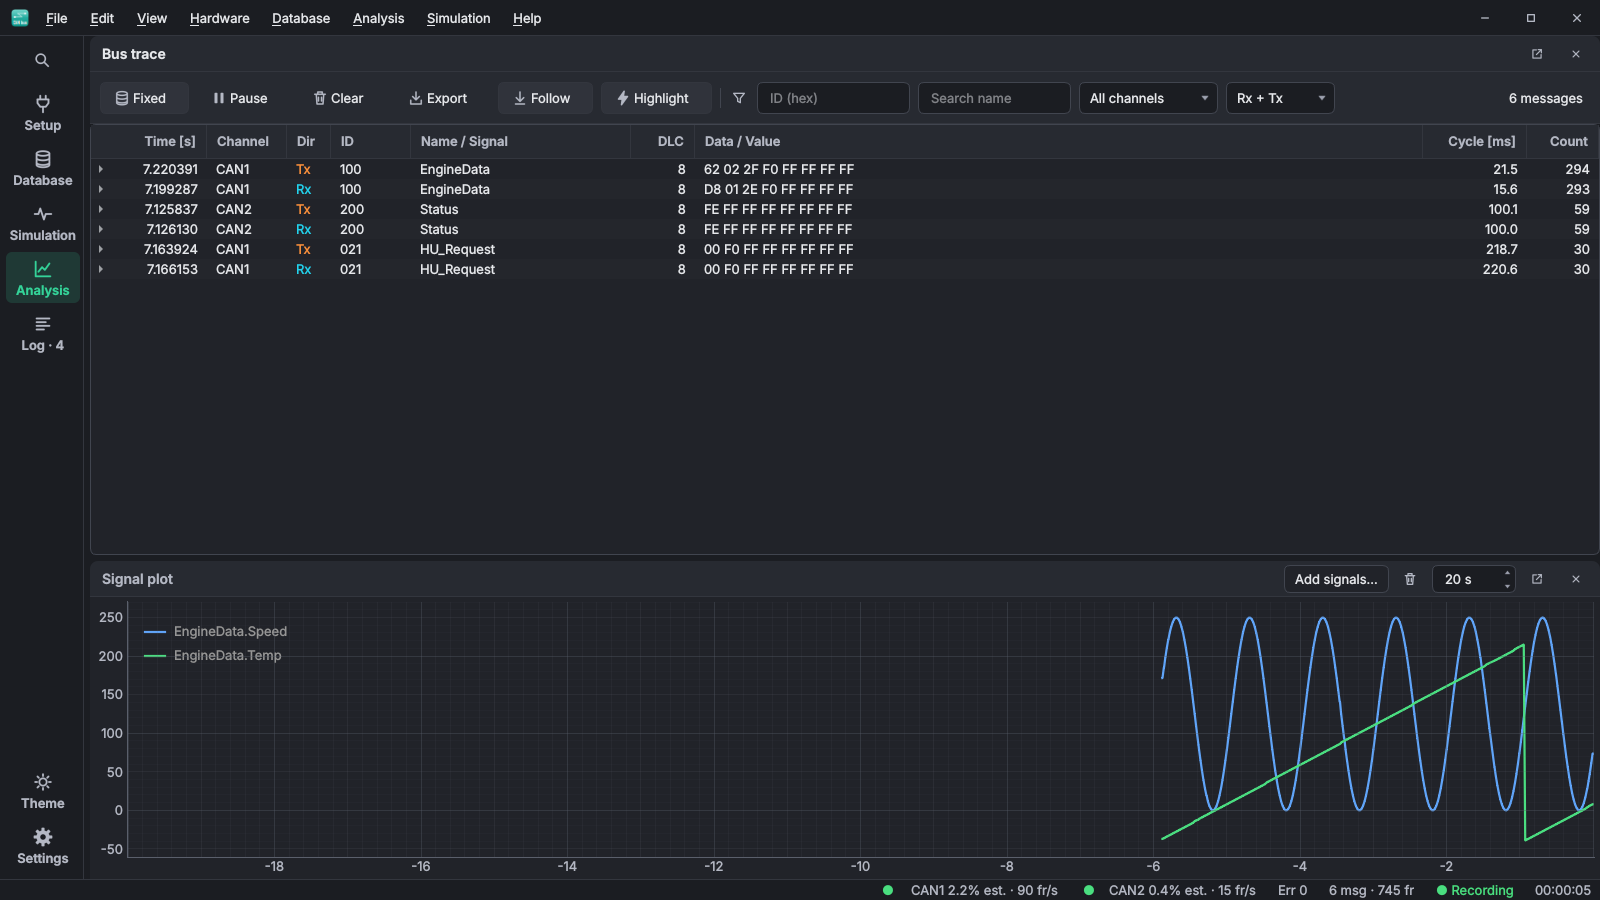 File Edit View Hardware Database Analysis Simulation Help
Bus trace
Fixed Pause Clear Export Follow Highlight ID (hex) Search name All channels Rx + Tx 6 messages
Time [s] Channel Dir ID Name / Signal DLC Data / Value Cycle [ms] Count
7.220391 CAN1 Tx 100 EngineData 8 62 02 2F F0 FF FF FF FF 21.5 294
7.199287 CAN1 Rx 100 EngineData 8 D8 01 2E F0 FF FF FF FF 15.6 293
7.125837 CAN2 Tx 200 Status 8 FE FF FF FF FF FF FF FF 100.1 59
7.126130 CAN2 Rx 200 Status 8 FE FF FF FF FF FF FF FF 100.0 59
7.163924 CAN1 Tx 021 HU_Request 8 00 F0 FF FF FF FF FF FF 218.7 30
7.166153 CAN1 Rx 021 HU_Request 8 00 F0 FF FF FF FF FF FF 220.6 30
Setup
Database
Simulation
Analysis
Log · 4
Theme
Settings
Signal plot Add signals... 20 s
EngineData.Speed
EngineData.Temp
250
200
150
100
50
0
-50
-18 -16 -14 -12 -10 -8 -6 -4 -2
CAN1 2.2% est. · 90 fr/s CAN2 0.4% est. · 15 fr/s Err 0 6 msg · 745 fr Recording 00:00:05